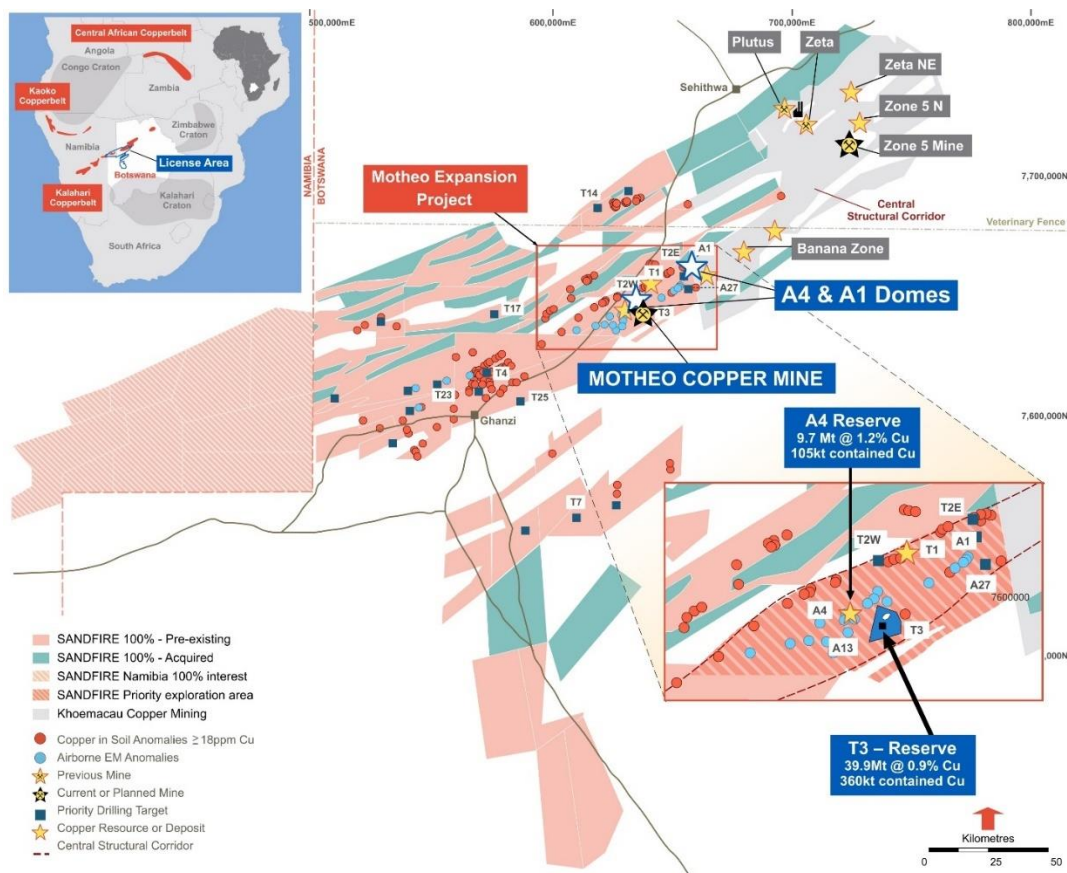 500,000mE
600,000mE
700,000mE
800,000mE
Central African Copperbelt
Angola
Congo Craton
Zambia
Kaoko
Copperbelt
Zimbabwe
Craton
Namibia
License Area
Botswana
Kalahari
Copperbelt
Kalahari
Craton
South Africa
NAMIBIA
BOTSWANA
Plutus
Zeta
Sehithwa
Zeta NE
Zone 5 N
Zone 5 Mine
7,700,000mN
Motheo Expansion
Project
T14
Central
Structural Corridor
Veterinary Fence
Banana Zone
T2E
A1
T1
T2W
A27
T3
A4 & A1 Domes
T17
MOTHEO COPPER MINE
T4
T23
T25
Ghanzi
7,600,000mN
A4 Reserve
9.7 Mt @ 1.2% Cu
105kt contained Cu
T7
T2E
T2W
T1
A1
A27
7600000
A4
T3
A13
,000N
T3 – Reserve
39.9Mt @ 0.9% Cu
360kt contained Cu
SANDFIRE 100% - Pre-existing
SANDFIRE 100% - Acquired
SANDFIRE Namibia 100% interest
SANDFIRE Priority exploration area
Khoemacau Copper Mining
Copper in Soil Anomalies ≥18ppm Cu
Airborne EM Anomalies
Previous Mine
Current or Planned Mine
Priority Drilling Target
Copper Resource or Deposit
Central Structural Corridor
Kilometres
0 25 50